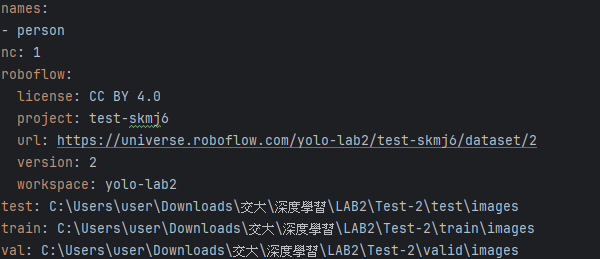 names:
- person
nc: 1
roboflow:
  license: CC BY 4.0
  project: test-skmj6
  url: https://universe.roboflow.com/yolo-lab2/test-skmj6/dataset/2
  version: 2
  workspace: yolo-lab2
test: C:\Users\user\Downloads\交大\深度學習\LAB2\Test-2\test\images
train: C:\Users\user\Downloads\交大\深度學習\LAB2\Test-2\train\images
val: C:\Users\user\Downloads\交大\深度學習\LAB2\Test-2\valid\images